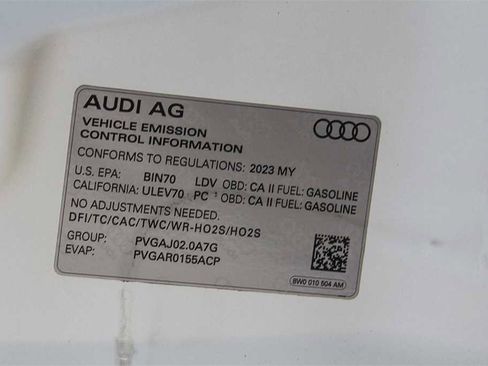 AUDI AG
VEHICLE EMISSION
CONTROL INFORMATION
CONFORMS TO REGULATIONS: 2023 MY
U.S. EPA: BIN70 LDV OBD: CA II FUEL: GASOLINE
CALIFORNIA: ULEV70 PC OBD: CA II FUEL: GASOLINE
NO ADJUSTMENTS NEEDED.
DFI/TC/CAC/TWC/WR-HO2S/HO2S
GROUP: PVGAJ02.0A7G
EVAP: PVGAR0155ACP
8W0 010 504 AM